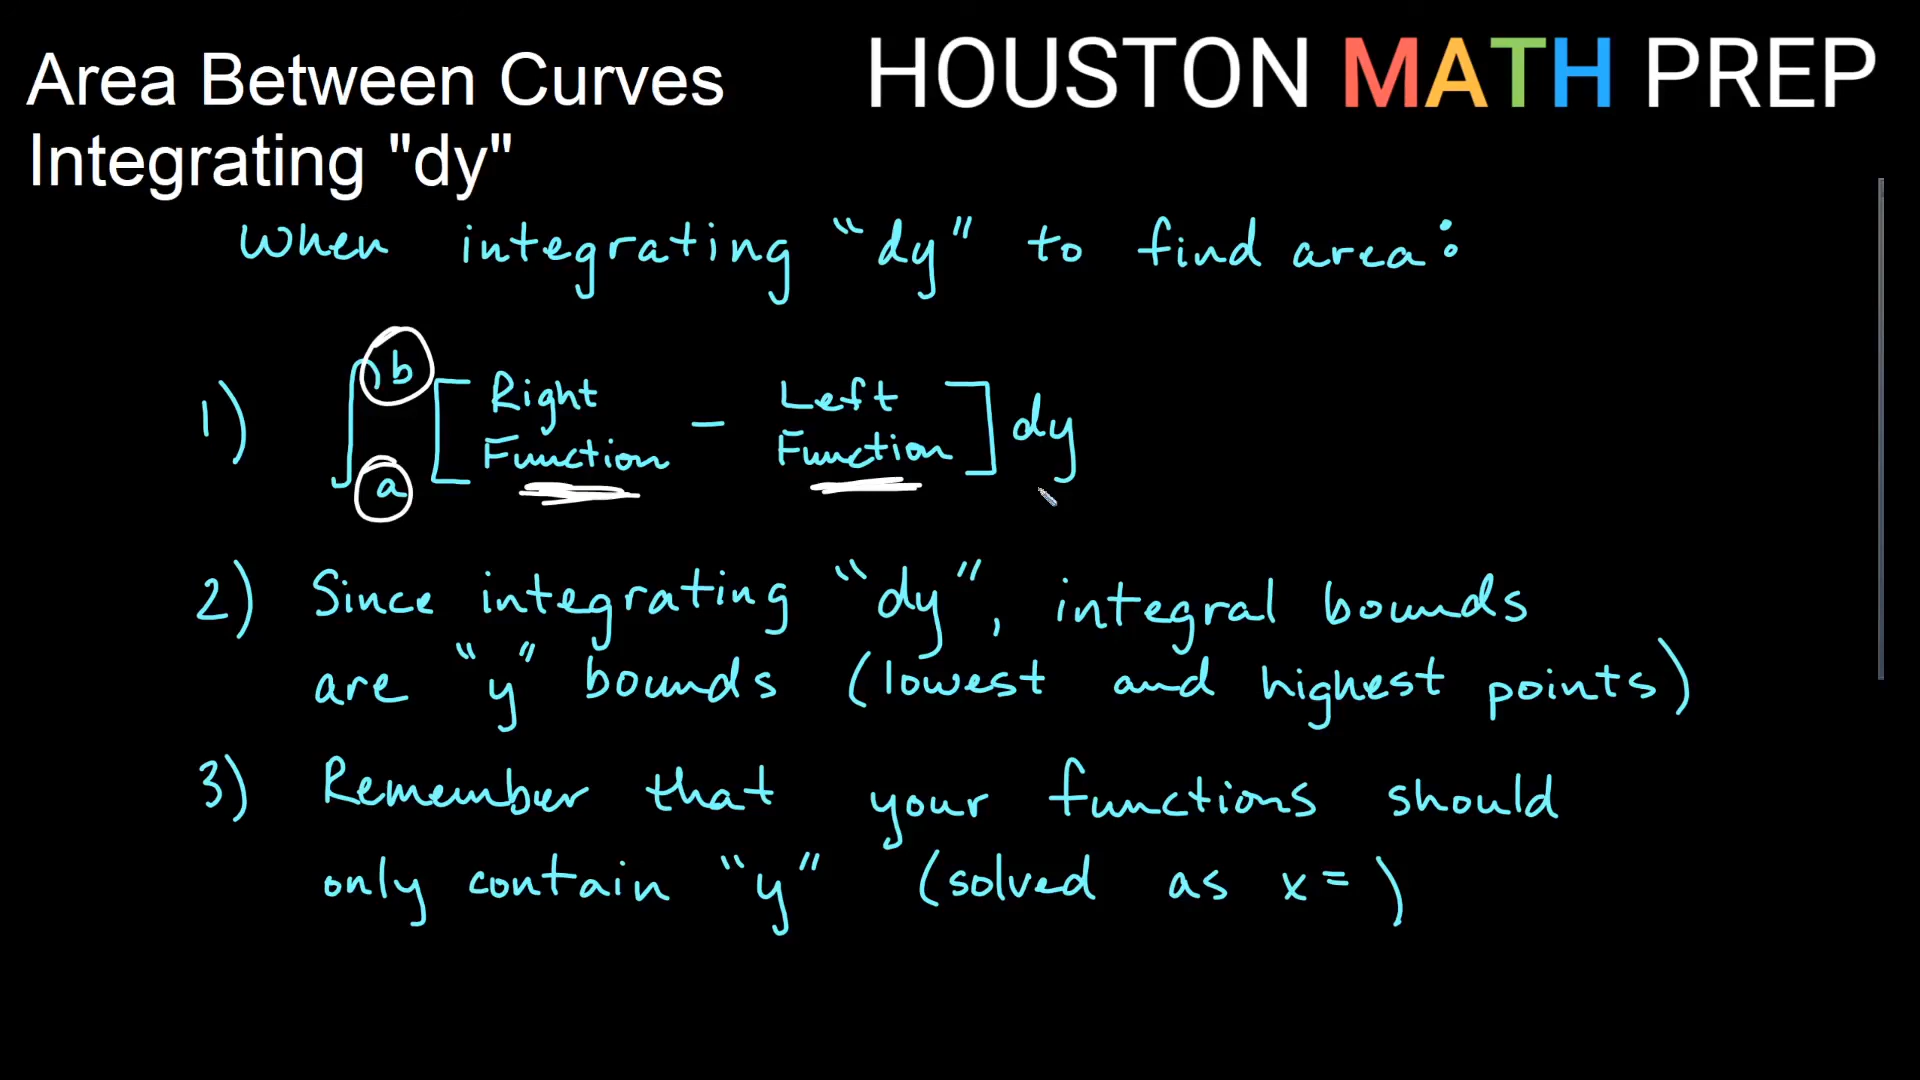 Area Between Curves
Integrating "dy"
HOUSTON MATH PREP
When integrating “dy” to find area:
1) ∫_a^b [Right Function - Left Function] dy
2) Since integrating “dy”, integral bounds
are “y” bounds (lowest and highest points)
3) Remember that your functions should
only contain “y” (solved as x= )